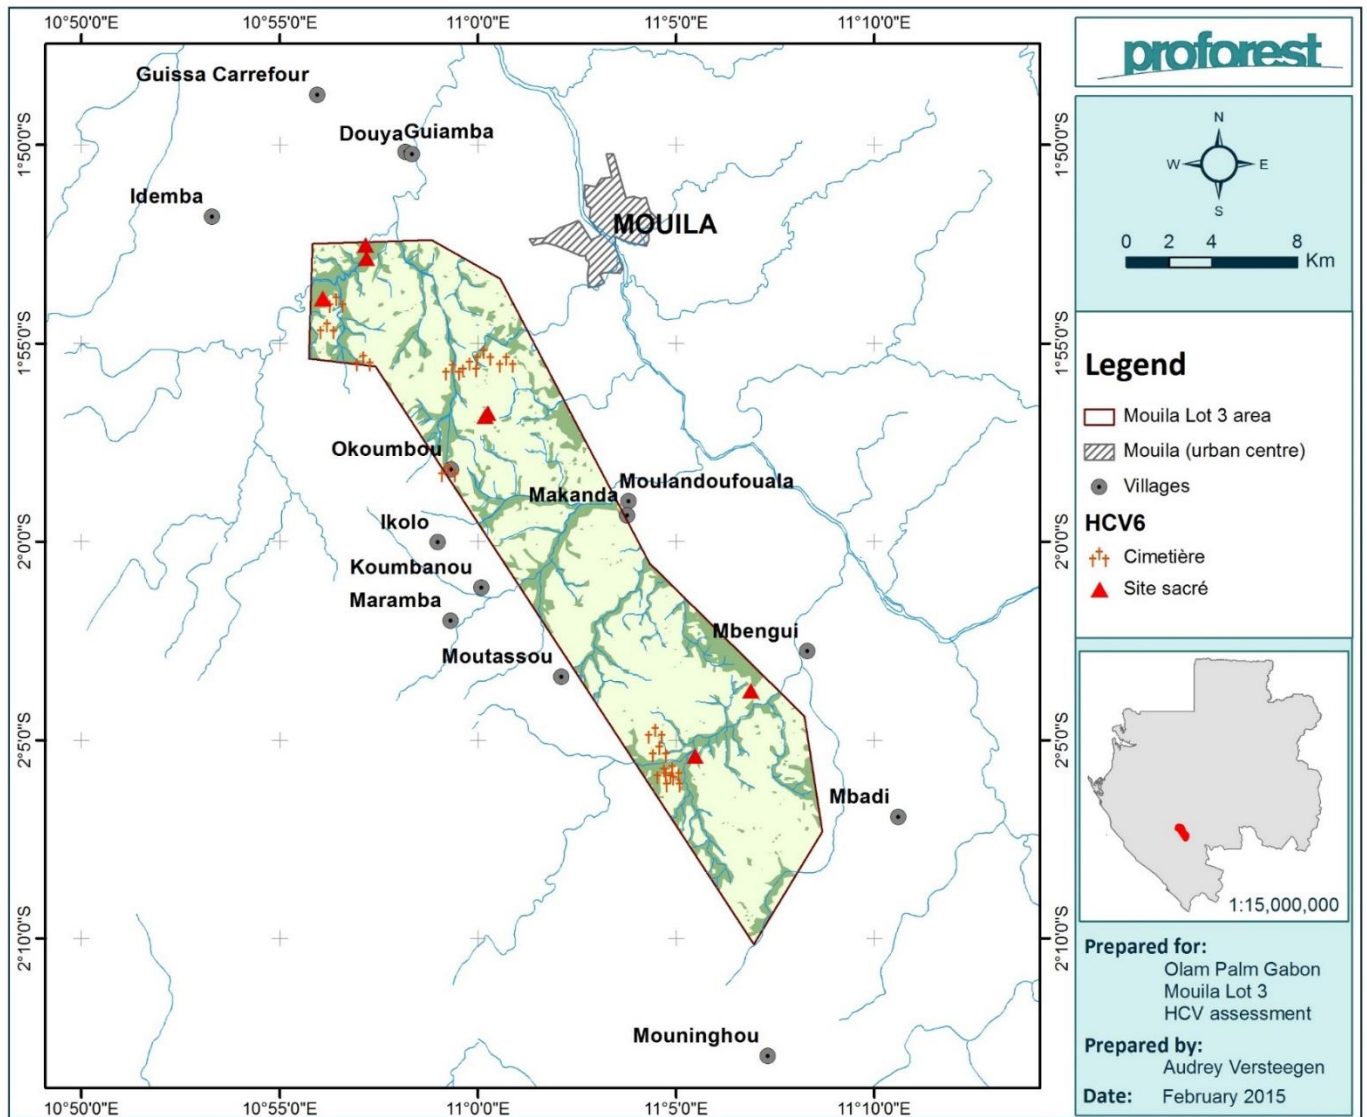 10°50'0"E 10°55'0"E 11°0'0"E 11°5'0"E 11°10'0"E
1°50'0"S
1°55'0"S
2°0'0"S
2°5'0"S
2°10'0"S
Guissa Carrefour
Douya Guiamba
Idemba
MOUILA
Okoumbou
Makanda Moulandoufouala
Ikolo
Koumbanou
Maramba
Moutassou
Mbengui
Mbadi
Mouninghou
1°50'0"S
1°55'0"S
2°0'0"S
2°5'0"S
2°10'0"S
10°50'0"E 10°55'0"E 11°0'0"E 11°5'0"E 11°10'0"E
proforest
N
W E
S
0 2 4 8
Km
Legend
Mouila Lot 3 area
Mouila (urban centre)
Villages
HCV6
Cimetière
Site sacré
1:15,000,000
Prepared for:
Olam Palm Gabon
Mouila Lot 3
HCV assessment
Prepared by:
Audrey Versteegen
Date: February 2015